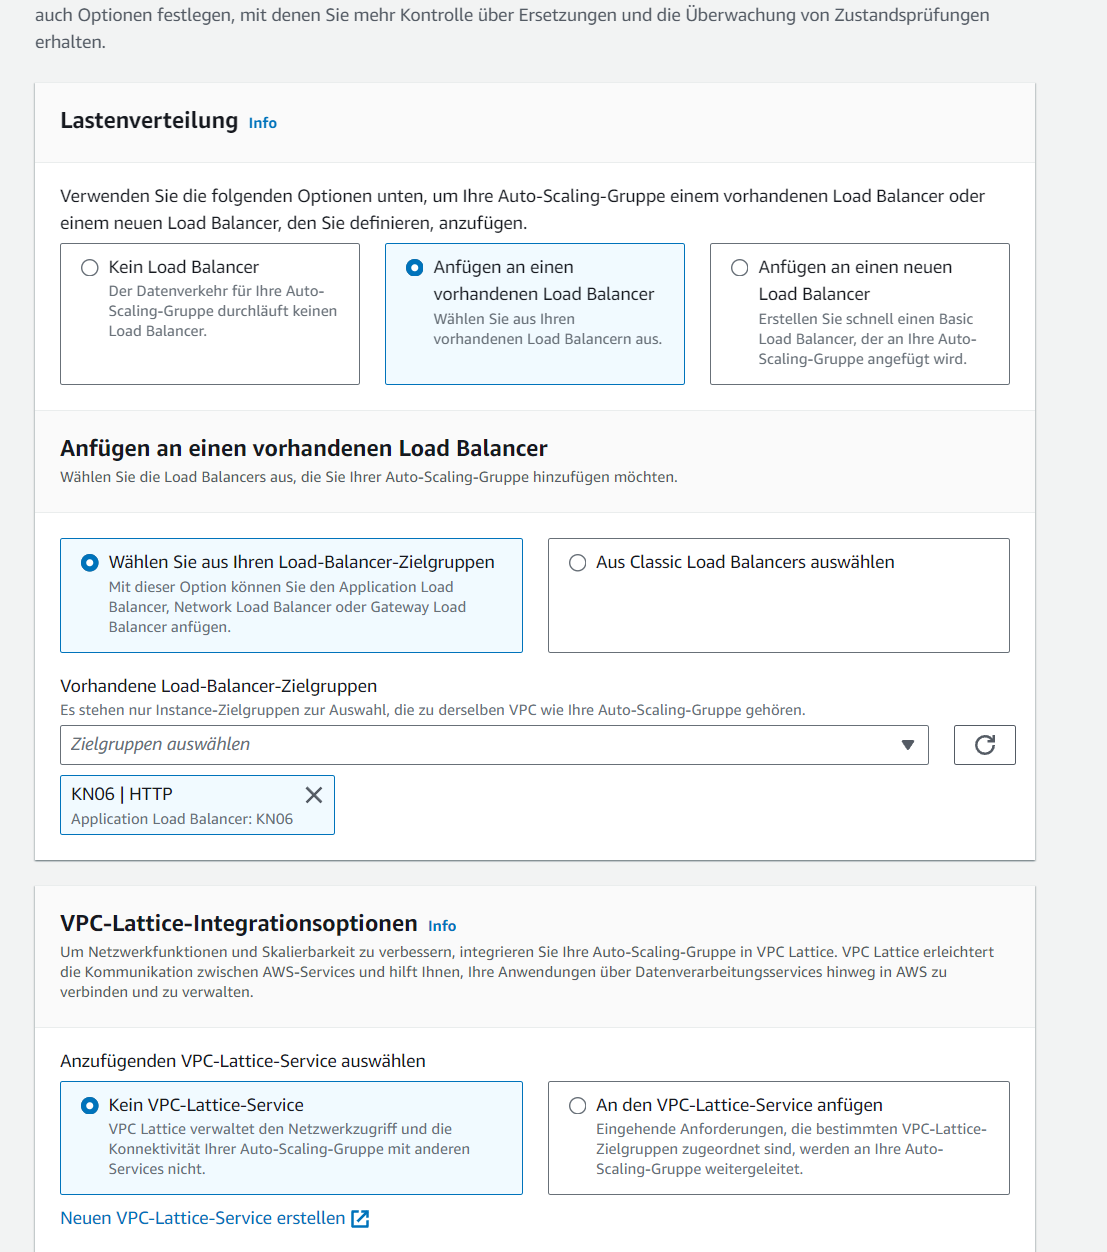 auch Optionen festlegen, mit denen Sie mehr Kontrolle über Ersetzungen und die Überwachung von Zustandsprüfungen
erhalten.
Lastenverteilung Info
Verwenden Sie die folgenden Optionen unten, um Ihre Auto-Scaling-Gruppe einem vorhandenen Load Balancer oder
einem neuen Load Balancer, den Sie definieren, anzufügen.
Kein Load Balancer
Der Datenverkehr für Ihre Auto-
Scaling-Gruppe durchläuft keinen
Load Balancer.
Anfügen an einen
vorhandenen Load Balancer
Wählen Sie aus Ihren
vorhandenen Load Balancern aus.
Anfügen an einen neuen
Load Balancer
Erstellen Sie schnell einen Basic
Load Balancer, der an Ihre Auto-
Scaling-Gruppe angefügt wird.
Anfügen an einen vorhandenen Load Balancer
Wählen Sie die Load Balancers aus, die Sie Ihrer Auto-Scaling-Gruppe hinzufügen möchten.
Wählen Sie aus Ihren Load-Balancer-Zielgruppen
Mit dieser Option können Sie den Application Load
Balancer, Network Load Balancer oder Gateway Load
Balancer anfügen.
Aus Classic Load Balancers auswählen
Vorhandene Load-Balancer-Zielgruppen
Es stehen nur Instance-Zielgruppen zur Auswahl, die zu derselben VPC wie Ihre Auto-Scaling-Gruppe gehören.
Zielgruppen auswählen
KN06 | HTTP
Application Load Balancer: KN06
VPC-Lattice-Integrationsoptionen Info
Um Netzwerkfunktionen und Skalierbarkeit zu verbessern, integrieren Sie Ihre Auto-Scaling-Gruppe in VPC Lattice. VPC Lattice erleichtert
die Kommunikation zwischen AWS-Services und hilft Ihnen, Ihre Anwendungen über Datenverarbeitungsservices hinweg in AWS zu
verbinden und zu verwalten.
Anzufügenden VPC-Lattice-Service auswählen
Kein VPC-Lattice-Service
VPC Lattice verwaltet den Netzwerkzugriff und die
Konnektivität Ihrer Auto-Scaling-Gruppe mit anderen
Services nicht.
An den VPC-Lattice-Service anfügen
Eingehende Anforderungen, die bestimmten VPC-Lattice-
Zielgruppen zugeordnet sind, werden an Ihre Auto-
Scaling-Gruppe weitergeleitet.
Neuen VPC-Lattice-Service erstellen